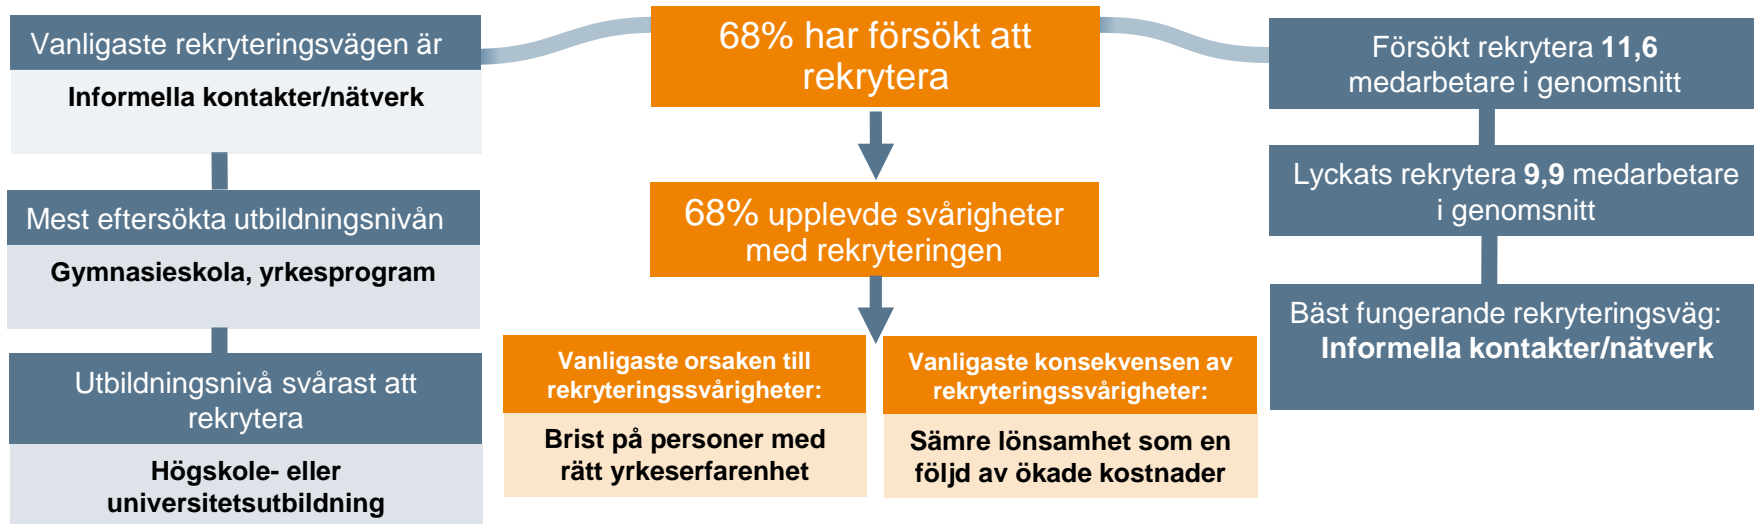 Vanligaste rekryteringsvägen är
Informella kontakter/nätverk
Mest eftersökta utbildningsnivån
Gymnasieskola, yrkesprogram
Utbildningsnivå svårast att
rekrytera
Högskole- eller
universitetsutbildning
68% har försökt att
rekrytera
68% upplevde svårigheter
med rekryteringen
Vanligaste orsaken till
rekryteringssvårigheter:
Brist på personer med
rätt yrkeserfarenhet
Vanligaste konsekvensen av
rekryteringssvårigheter:
Sämre lönsamhet som en
följd av ökade kostnader
Försökt rekrytera 11,6
medarbetare i genomsnitt
Lyckats rekrytera 9,9 medarbetare
i genomsnitt
Bäst fungerande rekryteringsväg:
Informella kontakter/nätverk